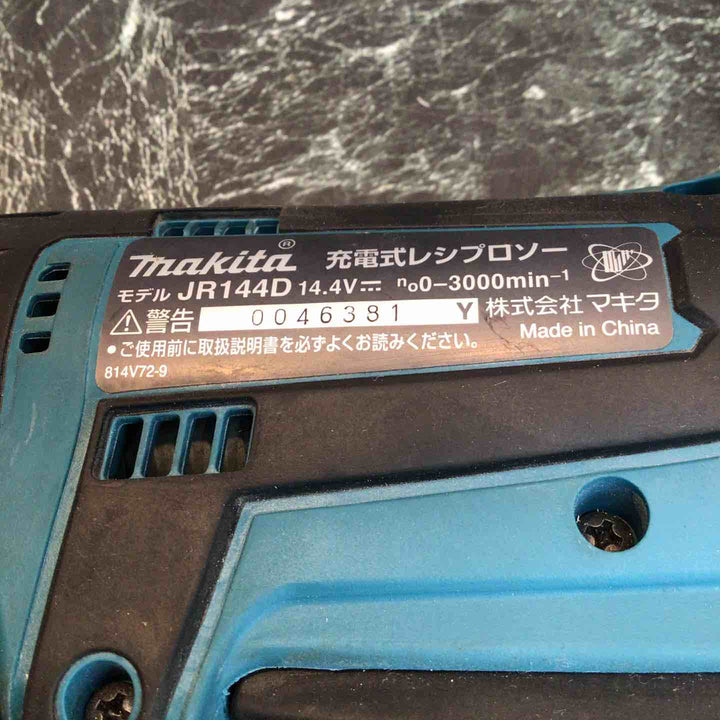 makita® 充電式レシプロソー
モデル JR144D 14.4V⎓ n₀0-3000min⁻¹
⚠警告 0046381 Y 株式会社 マキタ
●ご使用前に取扱説明書を必ずよくお読みください。 Made in China
814V72-9